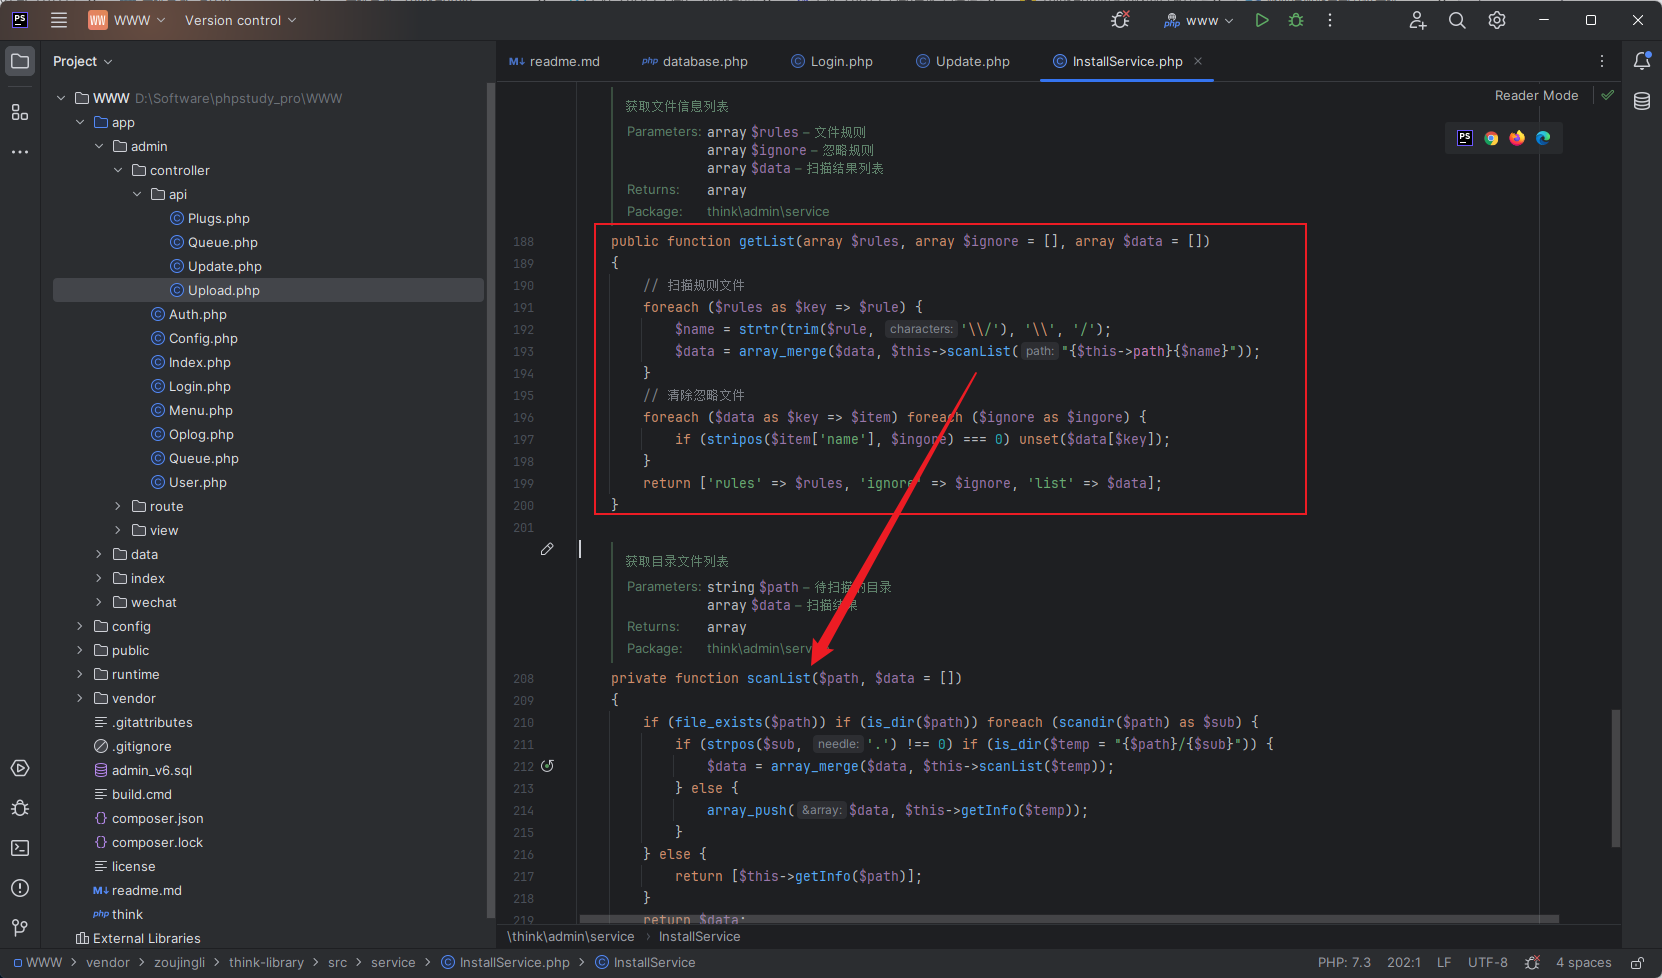 PS WW WWW Version control php www
Project
WWW D:\Software\phpstudy_pro\WWW
app
admin
controller
api
Plugs.php
Queue.php
Update.php
Upload.php
Auth.php
Config.php
Index.php
Login.php
Menu.php
Oplog.php
Queue.php
User.php
route
view
data
index
wechat
config
public
runtime
vendor
.gitattributes
.gitignore
admin_v6.sql
build.cmd
composer.json
composer.lock
license
M↓ readme.md
php think
External Libraries
M↓ readme.md php database.php Login.php Update.php InstallService.php
Reader Mode
获取文件信息列表
Parameters: array $rules – 文件规则
array $ignore – 忽略规则
array $data – 扫描结果列表
Returns: array
Package: think\admin\service
188 public function getList(array $rules, array $ignore = [], array $data = [])
189 {
190 // 扫描规则文件
191 foreach ($rules as $key => $rule) {
192 $name = strtr(trim($rule, characters: '\\/'), '\\', '/');
193 $data = array_merge($data, $this->scanList( path: "{$this->path}{$name}"));
194 }
195 // 清除忽略文件
196 foreach ($data as $key => $item) foreach ($ignore as $ingore) {
197 if (stripos($item['name'], $ingore) === 0) unset($data[$key]);
198 }
199 return ['rules' => $rules, 'ignore' => $ignore, 'list' => $data];
200 }
201
获取目录文件列表
Parameters: string $path – 待扫描的目录
array $data – 扫描结果
Returns: array
Package: think\admin\service
208 private function scanList($path, $data = [])
209 {
210 if (file_exists($path)) if (is_dir($path)) foreach (scandir($path) as $sub) {
211 if (strpos($sub, needle: '.') !== 0) if (is_dir($temp = "{$path}/{$sub}")) {
212 $data = array_merge($data, $this->scanList($temp));
213 } else {
214 array_push( &array: $data, $this->getInfo($temp));
215 }
216 } else {
217 return [$this->getInfo($path)];
218 }
219 return $data;
\think\admin\service › InstallService
WWW › vendor › zoujingli › think-library › src › service › InstallService.php › InstallService PHP: 7.3 202:1 LF UTF-8 4 spaces